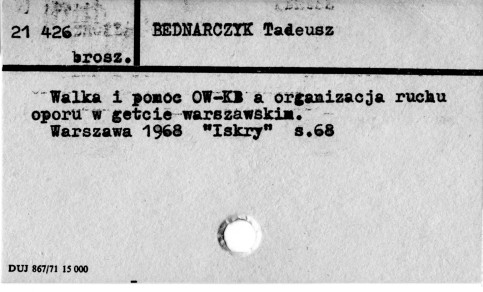 21 426 BEDNARCZYK Tadeusz
brosz.
Walka i pomoc OW-KB a organizacja ruchu
oporu w getcie warszawskim.
Warszawa 1968 "Iskry" s.68
DUJ 867/71 15 000